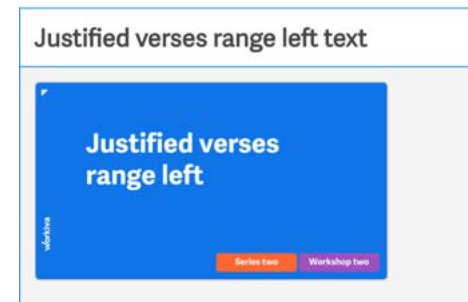 Justified verses range left text
Justified verses
range left
workiva
Series two
Workshop two